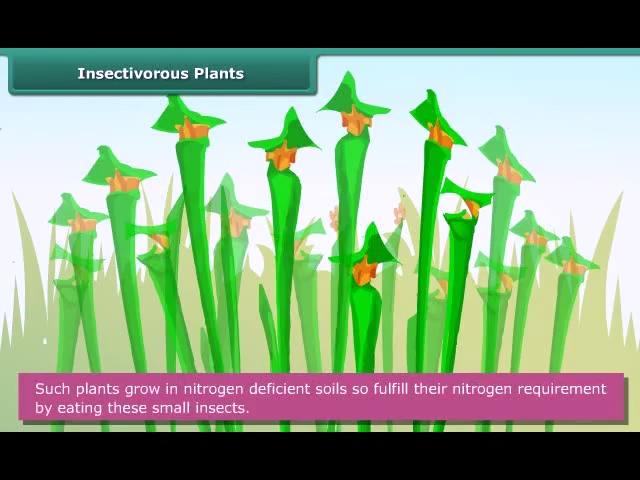 Insectivorous Plants
Such plants grow in nitrogen deficient soils so fulfill their nitrogen requirement
by eating these small insects.